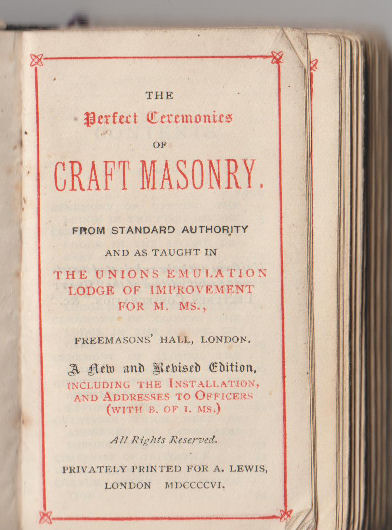 THE
Perfect Ceremonies
OF
CRAFT MASONRY.
FROM STANDARD AUTHORITY
AND AS TAUGHT IN
THE UNIONS EMULATION
LODGE OF IMPROVEMENT
FOR M. MS.,
FREEMASONS' HALL, LONDON.
A New and Revised Edition,
INCLUDING THE INSTALLATION,
AND ADDRESSES TO OFFICERS
(WITH B. OF I. MS.)
All Rights Reserved.
PRIVATELY PRINTED FOR A. LEWIS,
LONDON MDCCCCVI.